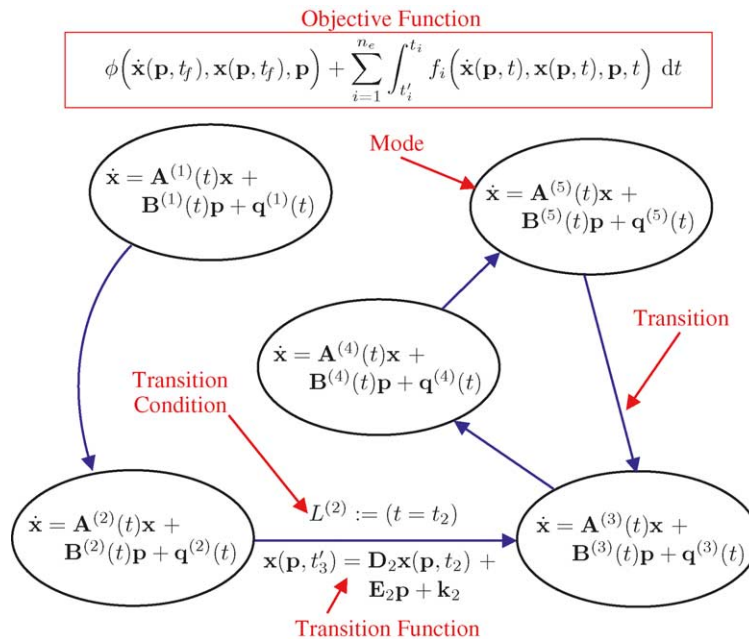 Objective Function
ϕ(ẋ(p, t_f), x(p, t_f), p) + ∑_{i=1}^{n_e} ∫_{t'_i}^{t_i} f_i(ẋ(p, t), x(p, t), p, t) dt
Mode
ẋ = A^{(1)}(t)x +
B^{(1)}(t)p + q^{(1)}(t)
ẋ = A^{(5)}(t)x +
B^{(5)}(t)p + q^{(5)}(t)
Transition
ẋ = A^{(4)}(t)x +
B^{(4)}(t)p + q^{(4)}(t)
Transition
Condition
L^{(2)} := (t = t_2)
ẋ = A^{(2)}(t)x +
B^{(2)}(t)p + q^{(2)}(t)
x(p, t'_3) = D_2x(p, t_2) +
E_2p + k_2
ẋ = A^{(3)}(t)x +
B^{(3)}(t)p + q^{(3)}(t)
Transition Function